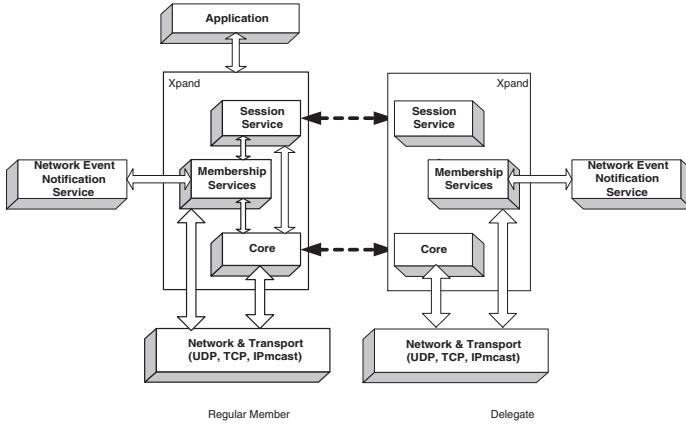 Application
Xpand
Session
Service
Network Event
Notification
Service
Membership
Services
Core
Network & Transport
(UDP, TCP, IPmcast)
Regular Member
Xpand
Session
Service
Membership
Services
Network Event
Notification
Service
Core
Network & Transport
(UDP, TCP, IPmcast)
Delegate